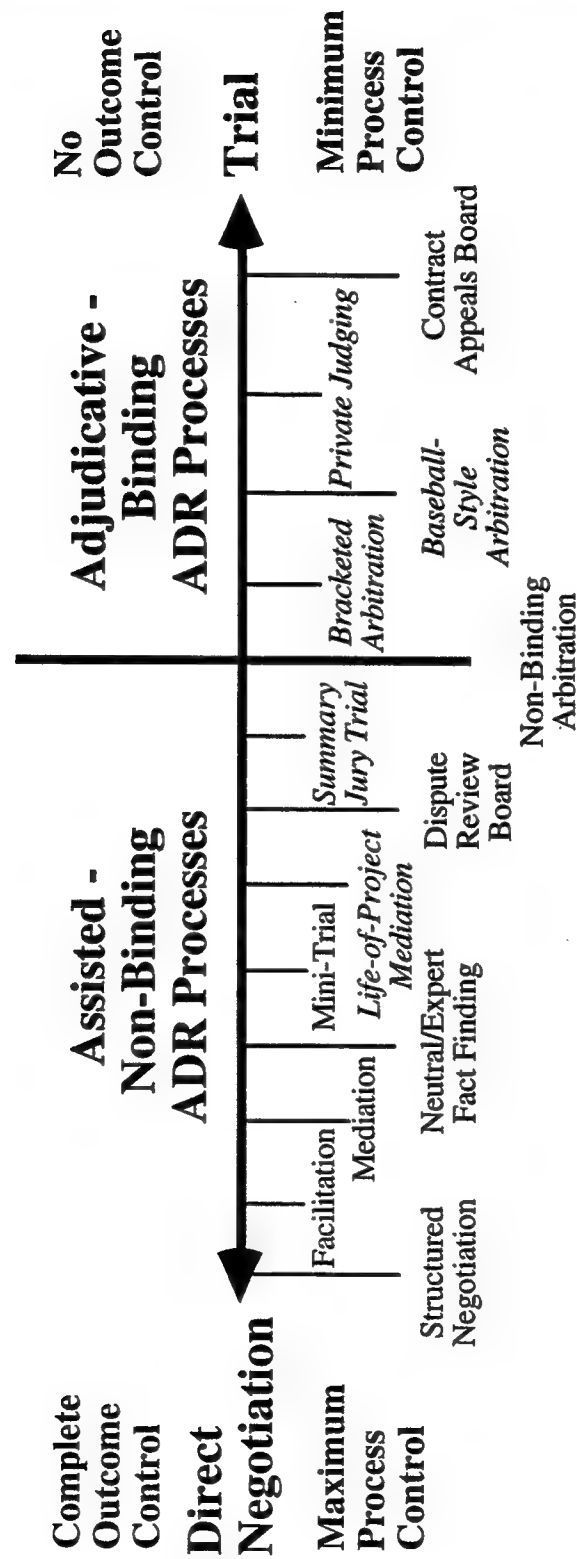 Complete
Outcome
Control
Direct
Negotiation
Maximum
Process
Control
Assisted -
Non-Binding
ADR Processes
Adjudicative -
Binding
ADR Processes
No
Outcome
Control
Trial
Minimum
Process
Control
Structured
Negotiation
Facilitation
Mediation
Neutral/Expert
Fact Finding
Mini-Trial
Life-of-Project
Mediation
Dispute
Review
Board
Summary
Jury Trial
Non-Binding
Arbitration
Bracketed
Arbitration
Baseball-
Style
Arbitration
Private Judging
Contract
Appeals Board